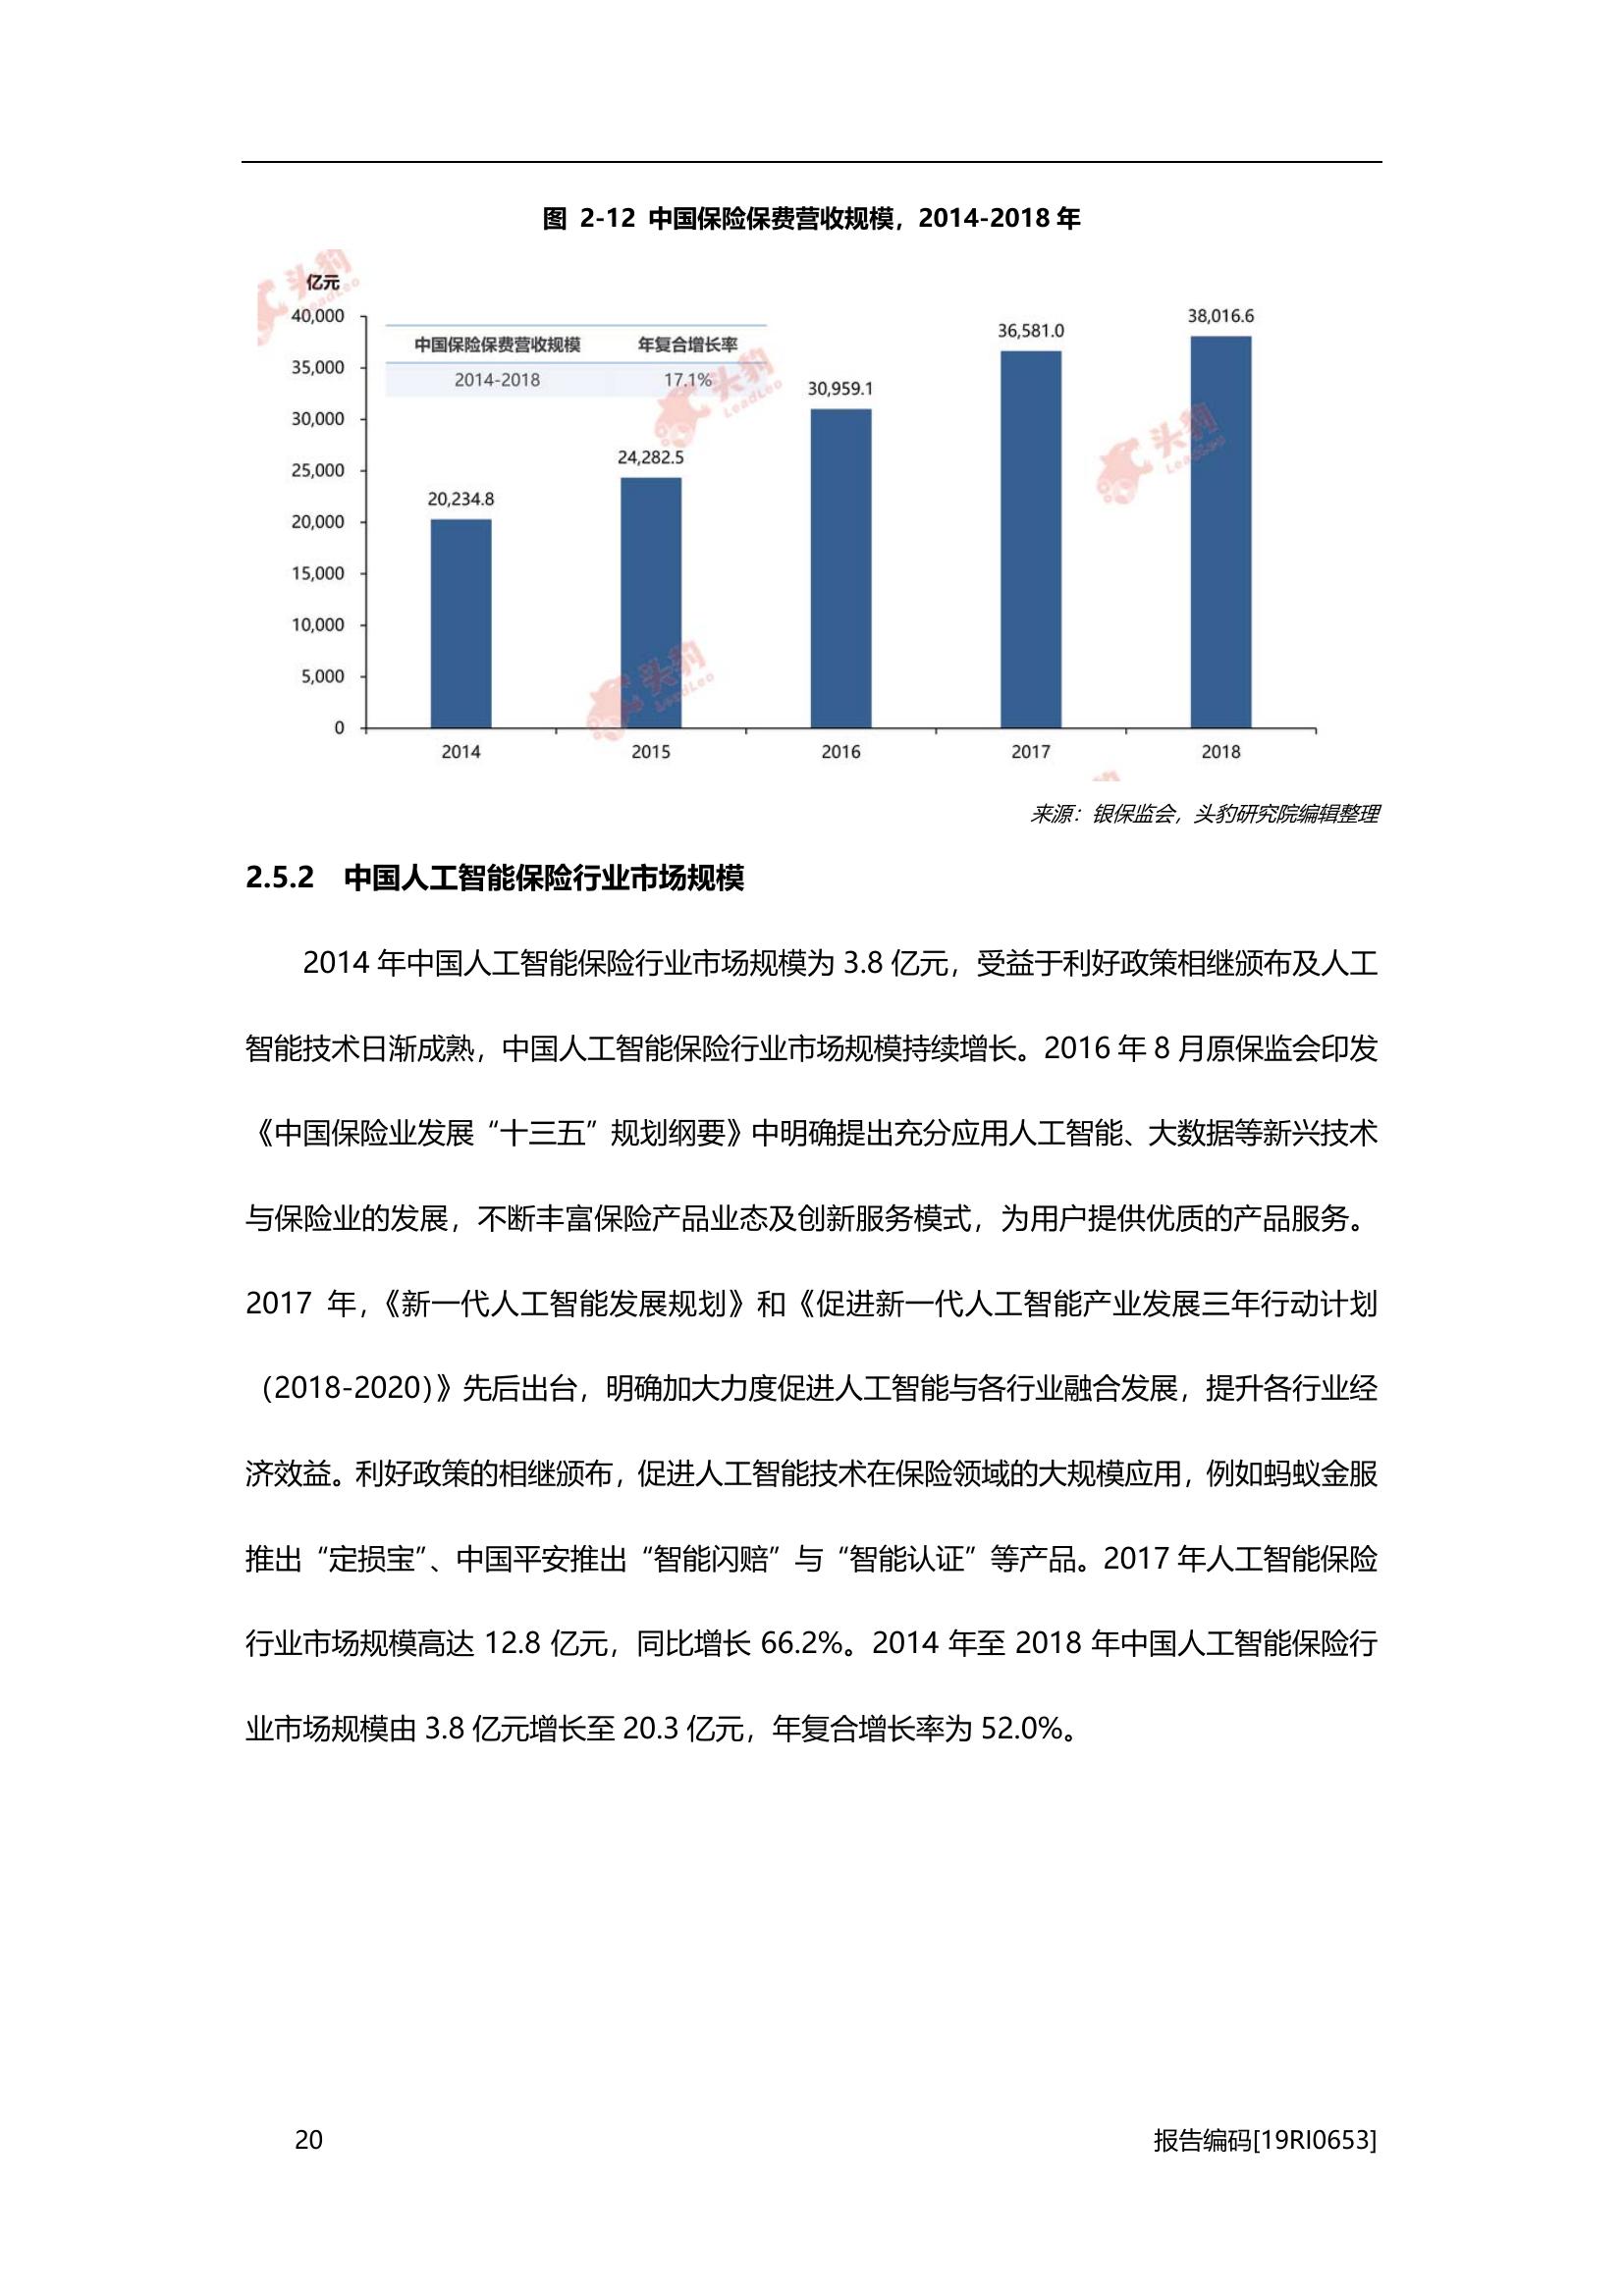 图 2-12 中国保险保费营收规模，2014-2018 年
亿元
40,000
35,000
30,000
25,000
20,000
15,000
10,000
5,000
0
中国保险保费营收规模 年复合增长率
2014-2018 17.1%
20,234.8
24,282.5
30,959.1
36,581.0
38,016.6
2014 2015 2016 2017 2018
头豹
LeadLeo
头豹
LeadLeo
头豹
LeadLeo
头豹
LeadLeo
来源：银保监会，头豹研究院编辑整理
2.5.2 中国人工智能保险行业市场规模
2014 年中国人工智能保险行业市场规模为 3.8 亿元，受益于利好政策相继颁布及人工
智能技术日渐成熟，中国人工智能保险行业市场规模持续增长。2016 年 8 月原保监会印发
《中国保险业发展“十三五”规划纲要》中明确提出充分应用人工智能、大数据等新兴技术
与保险业的发展，不断丰富保险产品业态及创新服务模式，为用户提供优质的产品服务。
2017 年，《新一代人工智能发展规划》和《促进新一代人工智能产业发展三年行动计划
（2018-2020）》先后出台，明确加大力度促进人工智能与各行业融合发展，提升各行业经
济效益。利好政策的相继颁布，促进人工智能技术在保险领域的大规模应用，例如蚂蚁金服
推出“定损宝”、中国平安推出“智能闪赔”与“智能认证”等产品。2017 年人工智能保险
行业市场规模高达 12.8 亿元，同比增长 66.2%。2014 年至 2018 年中国人工智能保险行
业市场规模由 3.8 亿元增长至 20.3 亿元，年复合增长率为 52.0%。
20
报告编码[19RI0653]